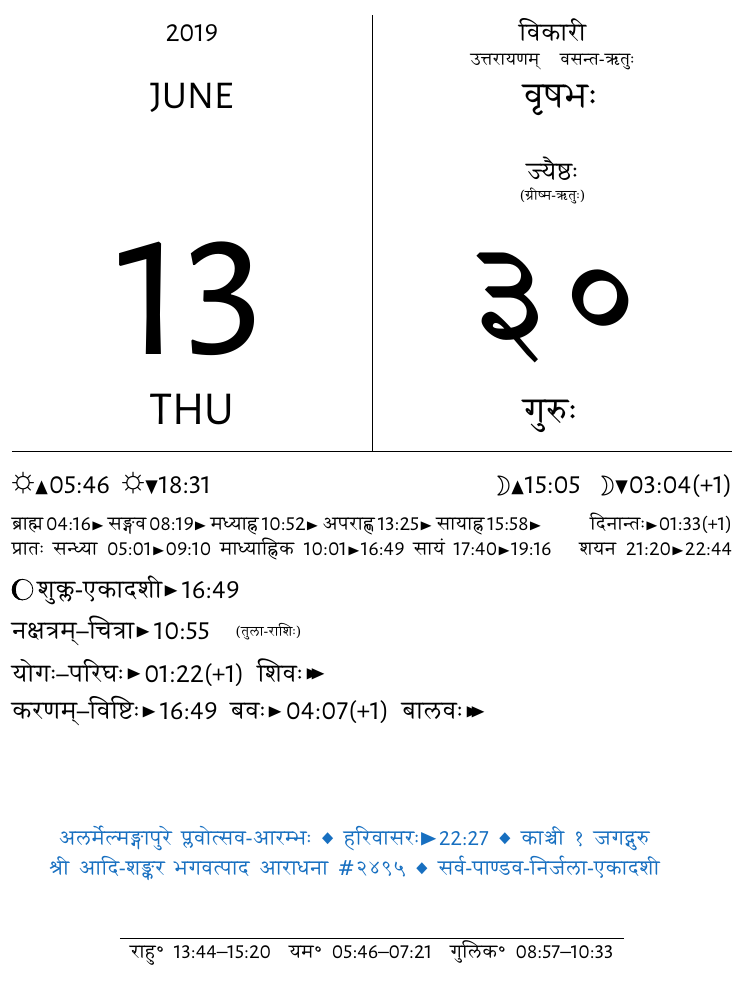 2019
JUNE
13
THU
विकारी
उत्तरायणम् वसन्त-ऋतुः
वृषभः
ज्यैष्ठः
(ग्रीष्म-ऋतुः)
३०
गुरुः
☼▲05:46 ☼▼18:31 ☽▲15:05 ☽▼03:04(+1)
ब्राह्म 04:16► सङ्गव 08:19► मध्याह्न 10:52► अपराह्ण 13:25► सायाह्न 15:58► दिनान्तः►01:33(+1)
प्रातः सन्ध्या 05:01►09:10 माध्याह्निक 10:01►16:49 सायं 17:40►19:16 शयन 21:20►22:44
शुक्ल-एकादशी►16:49
नक्षत्रम्–चित्रा►10:55 (तुला-राशिः)
योगः–परिघः►01:22(+1) शिवः►►
करणम्–विष्टिः►16:49 बवः►04:07(+1) बालवः►►
अलर्मेल्मङ्गापुरे प्लवोत्सव-आरम्भः ◆ हरिवासरः►22:27 ◆ काञ्ची १ जगद्गुरु
श्री आदि-शङ्कर भगवत्पाद आराधना #२४९५ ◆ सर्व-पाण्डव-निर्जला-एकादशी
राहु॰ 13:44–15:20 यम॰ 05:46–07:21 गुलिक॰ 08:57–10:33